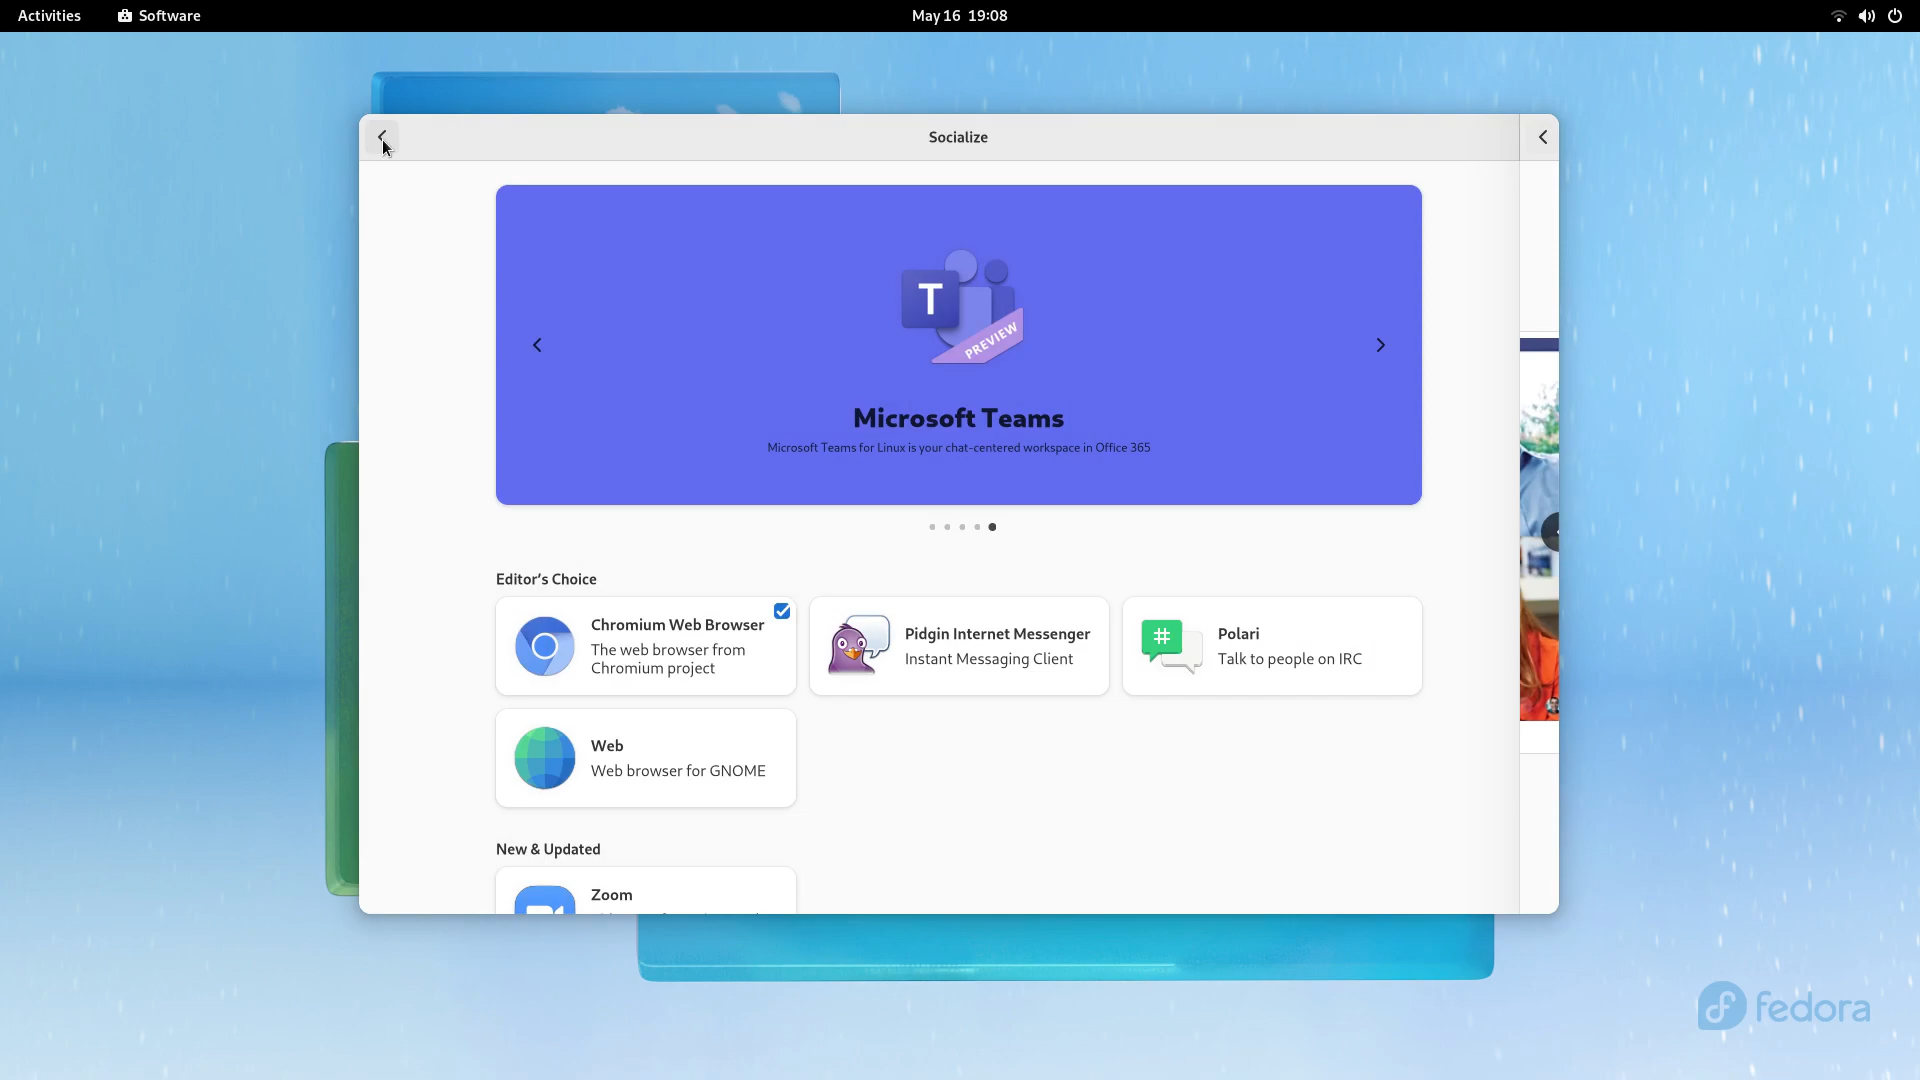 Activities
Software
May 16 19:08
Socialize
T
PREVIEW
Microsoft Teams
Microsoft Teams for Linux is your chat-centered workspace in Office 365
Editor’s Choice
Chromium Web Browser
The web browser from
Chromium project
Pidgin Internet Messenger
Instant Messaging Client
#
Polari
Talk to people on IRC
Web
Web browser for GNOME
New & Updated
Zoom
fedora